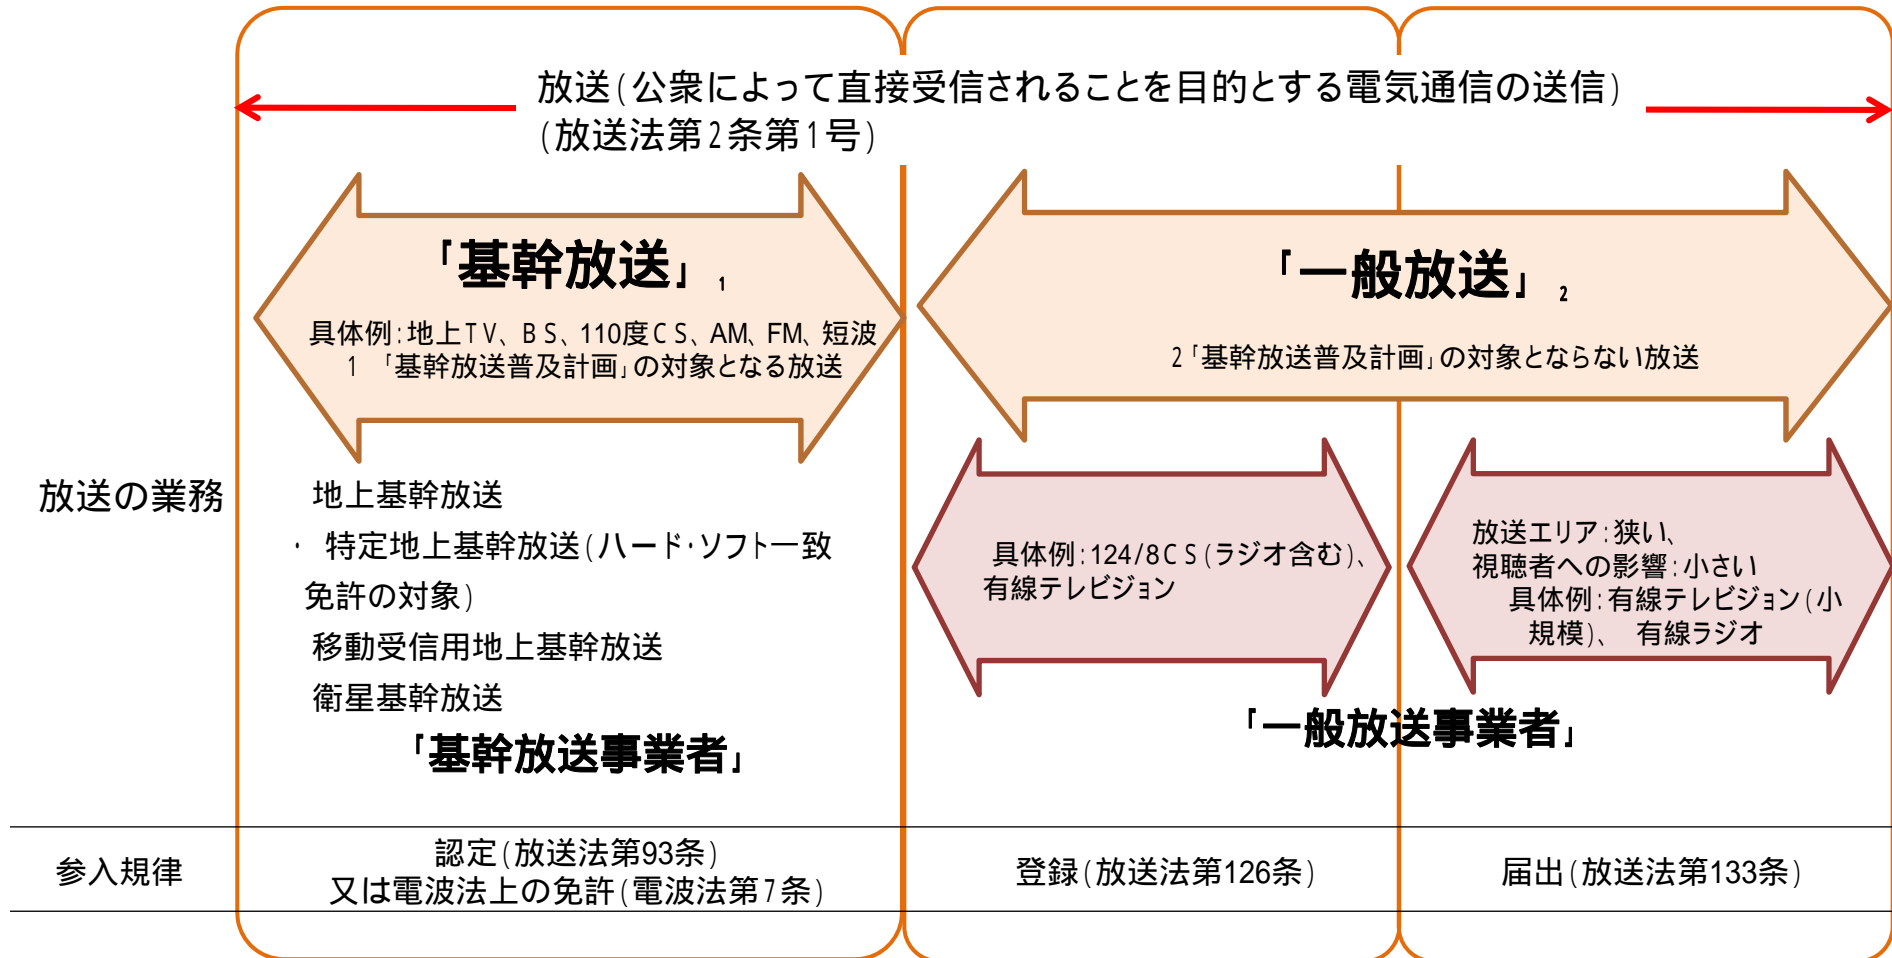 放送(公衆によって直接受信されることを目的とする電気通信の送信)
(放送法第2条第1号)
「基幹放送」 1
具体例:地上TV、BS、110度CS、AM、FM、短波
1 「基幹放送普及計画」の対象となる放送
「一般放送」 2
2「基幹放送普及計画」の対象とならない放送
放送の業務
地上基幹放送
・ 特定地上基幹放送(ハード・ソフト一致
免許の対象)
移動受信用地上基幹放送
衛星基幹放送
「基幹放送事業者」
具体例:124/8CS(ラジオ含む)、
有線テレビジョン
放送エリア:狭い、
視聴者への影響:小さい
具体例:有線テレビジョン(小
規模)、 有線ラジオ
「一般放送事業者」
参入規律
認定(放送法第93条)
又は電波法上の免許(電波法第7条)
登録(放送法第126条)
届出(放送法第133条)